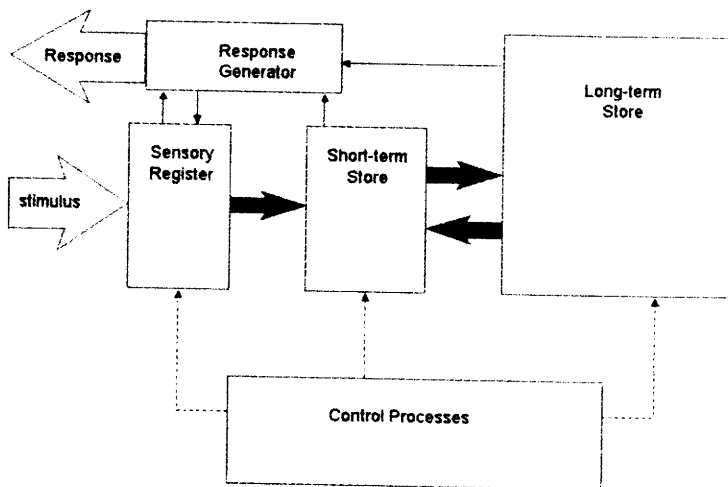 Response
Response
Generator
Long-term
Store
Sensory
Register
Short-term
Store
stimulus
Control Processes